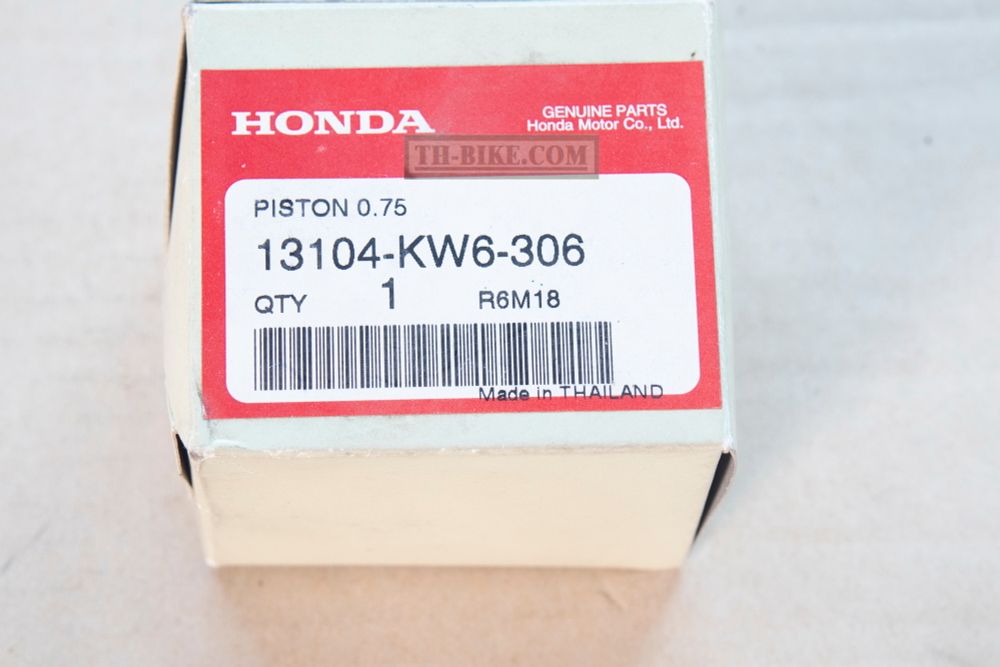 HONDA
GENUINE PARTS
Honda Motor Co., Ltd.
TH-BIKE.COM
PISTON 0.75
13104-KW6-306
QTY 1 R6M18
Made in THAILAND